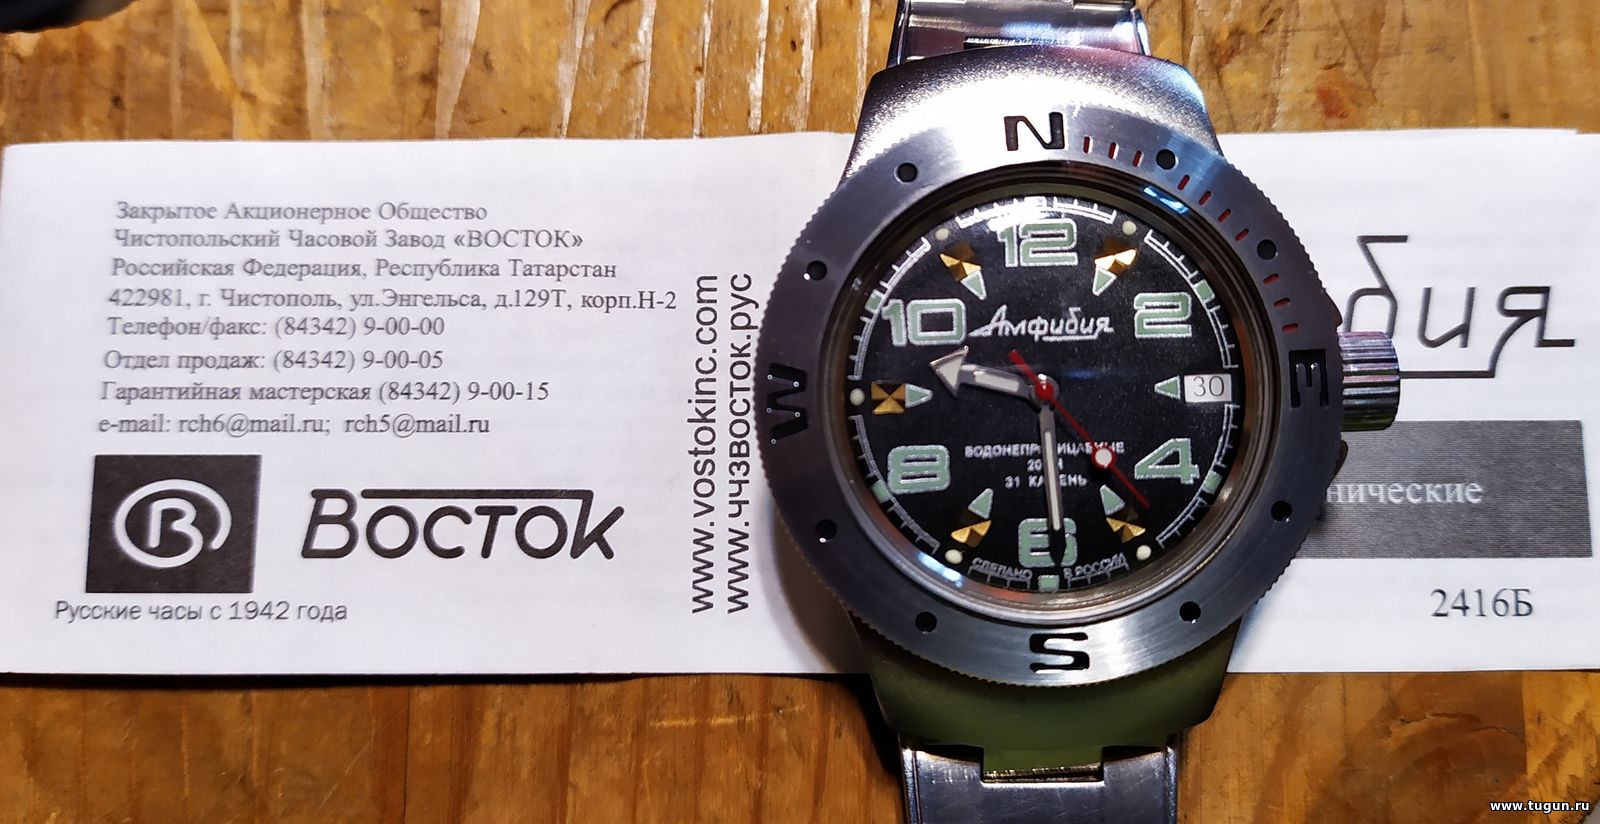 Закрытое Акционерное Общество
Чистопольский Часовой Завод «ВОСТОК»
Российская Федерация, Республика Татарстан
422981, г. Чистополь, ул.Энгельса, д.129Т, корп.Н-2
Телефон/факс: (84342) 9-00-00
Отдел продаж: (84342) 9-00-05
Гарантийная мастерская (84342) 9-00-15
e-mail: rch6@mail.ru; rch5@mail.ru
В
Восток
Русские часы с 1942 года
www.vostokinc.com
www.ччзвосток.рус
N
E
S
W
12
2
4
6
8
10
Амфибия
30
31
СДЕЛАНО В РОССИИ
бия
нические
2416Б
www.tugun.ru